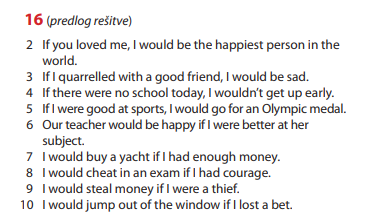 16 (predlog rešitve)
2 If you loved me, I would be the happiest person in the
world.
3 If I quarrelled with a good friend, I would be sad.
4 If there were no school today, I wouldn't get up early.
5 If I were good at sports, I would go for an Olympic medal.
6 Our teacher would be happy if I were better at her
subject.
7 I would buy a yacht if I had enough money.
8 I would cheat in an exam if I had courage.
9 I would steal money if I were a thief.
10 I would jump out of the window if I lost a bet.